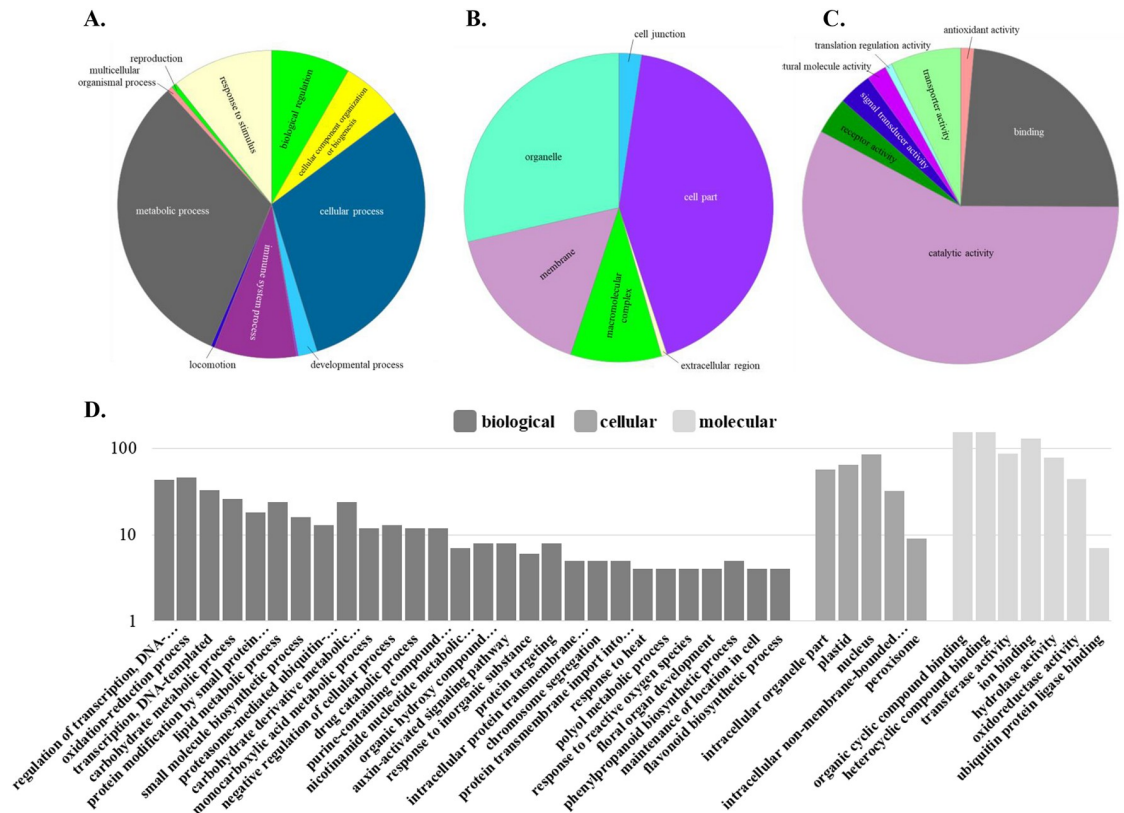 A.
reproduction
multicellular
organismal process
response to stimulus
biological regulation
cellular component organization
or biogenesis
metabolic process
cellular process
immune system process
locomotion
developmental process
B.
cell junction
organelle
cell part
membrane
macromolecular
complex
extracellular region
C.
antioxidant activity
translation regulation activity
tural molecule activity
signal transducer activity
receptor activity
transporter activity
binding
catalytic activity
D.
biological
cellular
molecular
100
10
1
regulation of transcription, DNA-…
oxidation-reduction process
transcription, DNA-templated
carbohydrate metabolic process
protein modification by small protein…
lipid metabolic process
small molecule biosynthetic process
proteasome-mediated ubiquitin-…
carbohydrate derivative metabolic…
monocarboxylic acid metabolic process
negative regulation of cellular process
drug catabolic process
purine-containing compound…
nicotinamide nucleotide metabolic…
organic hydroxy compound…
auxin-activated signaling pathway
response to inorganic substance
intracellular protein targeting
transmembrane…
chromosome segregation
protein transmembrane import into…
response to heat
polyol metabolic process
response to reactive oxygen species
floral organ development
phenylpropanoid biosynthetic process
maintenance of location in cell
flavonoid biosynthetic process
intracellular organelle part
plastid
nucleus
intracellular non-membrane-bounded…
peroxisome
organic cyclic compound binding
heterocyclic compound binding
transferase activity
ion binding
hydrolase activity
oxidoreductase activity
ubiquitin protein ligase binding